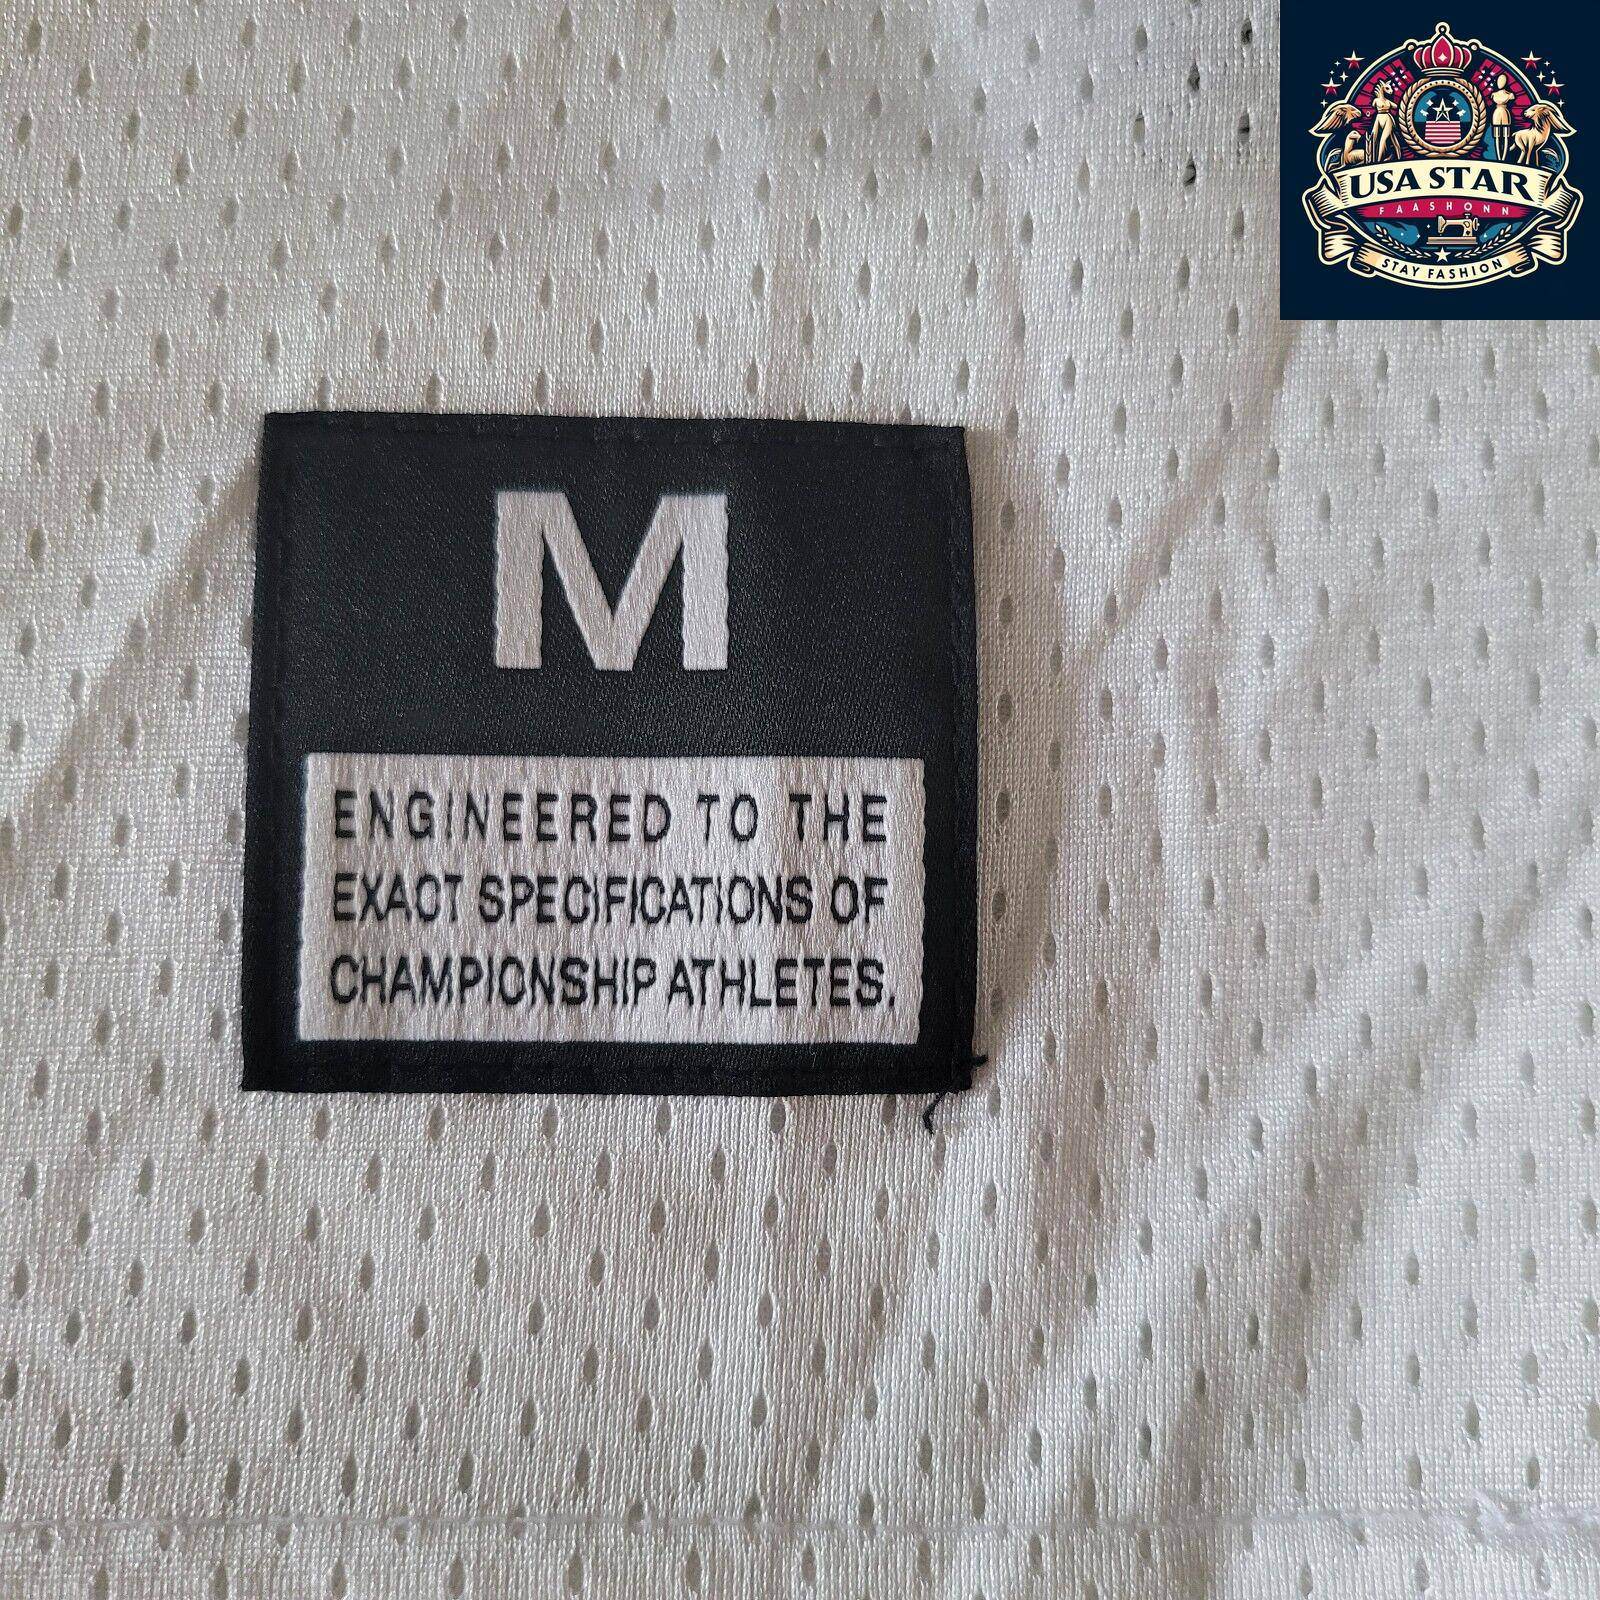 USA STAR
FAASHONN
STAY FASHION
M
ENGINEERED TO THE
EXACT SPECIFICATIONS OF
CHAMPIONSHIP ATHLETES.